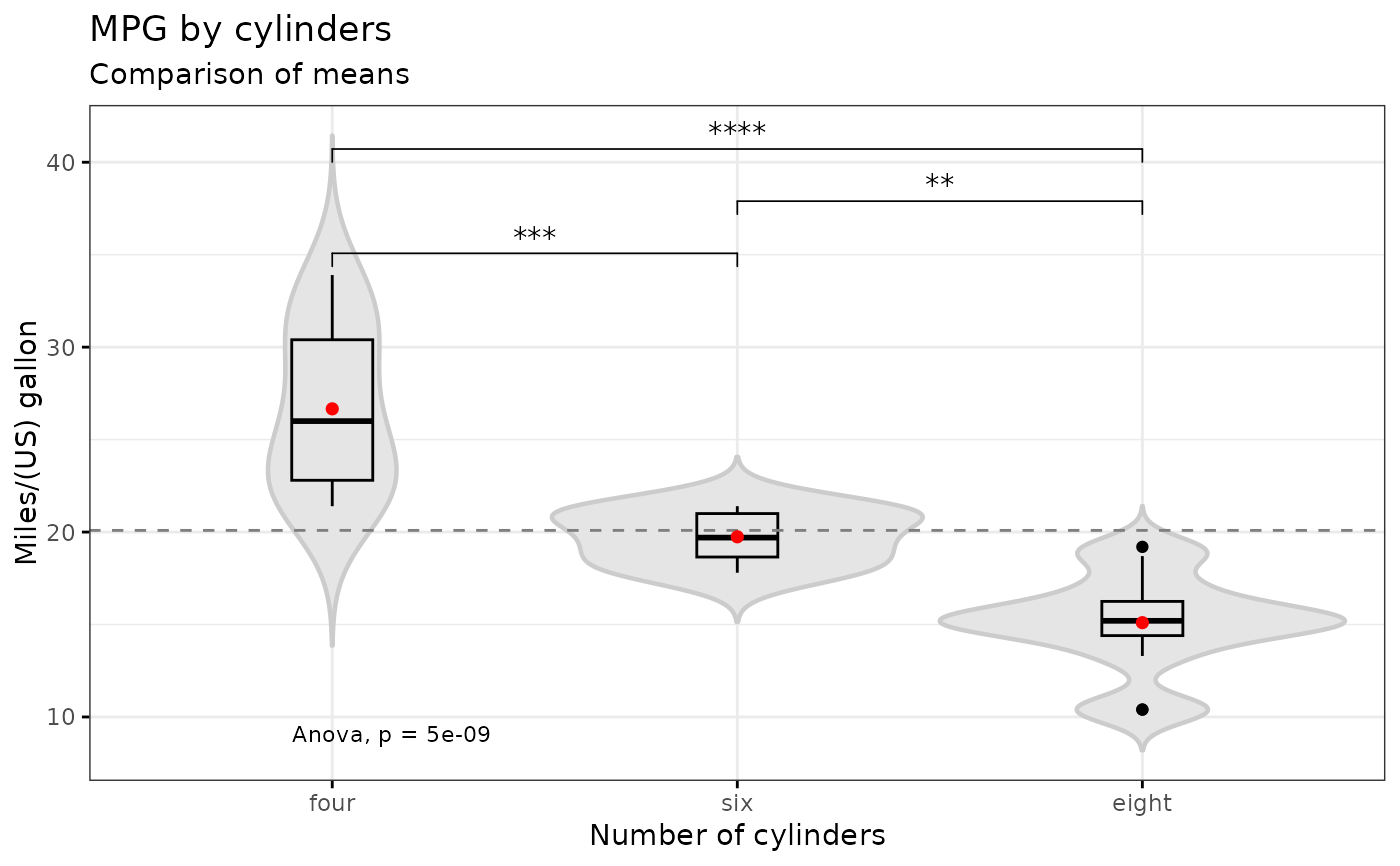 MPG by cylinders
Comparison of means
****
**
***
Miles/(US) gallon
40
30
20
10
Anova, p = 5e-09
four six eight
Number of cylinders